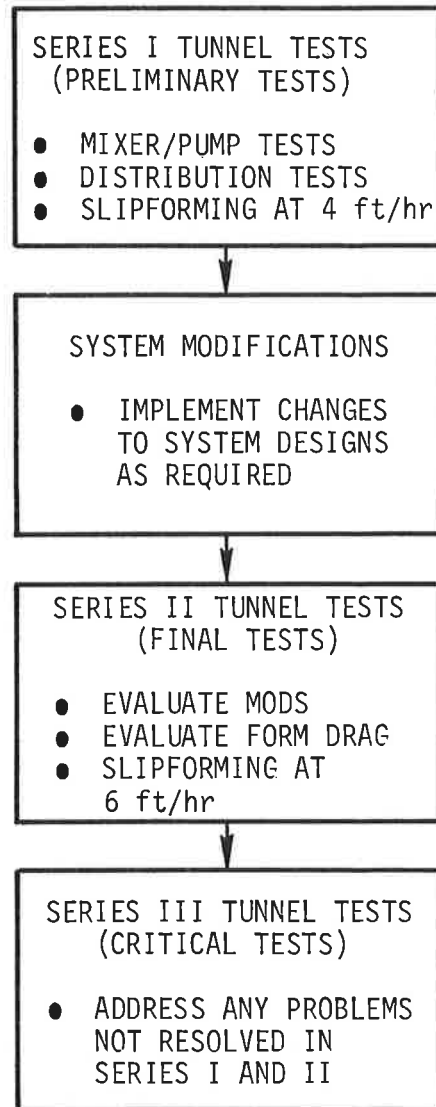 SERIES I TUNNEL TESTS
(PRELIMINARY TESTS)
● MIXER/PUMP TESTS
● DISTRIBUTION TESTS
● SLIPFORMING AT 4 ft/hr
SYSTEM MODIFICATIONS
● IMPLEMENT CHANGES
TO SYSTEM DESIGNS
AS REQUIRED
SERIES II TUNNEL TESTS
(FINAL TESTS)
● EVALUATE MODS
● EVALUATE FORM DRAG
● SLIPFORMING AT
6 ft/hr
SERIES III TUNNEL TESTS
(CRITICAL TESTS)
● ADDRESS ANY PROBLEMS
NOT RESOLVED IN
SERIES I AND II